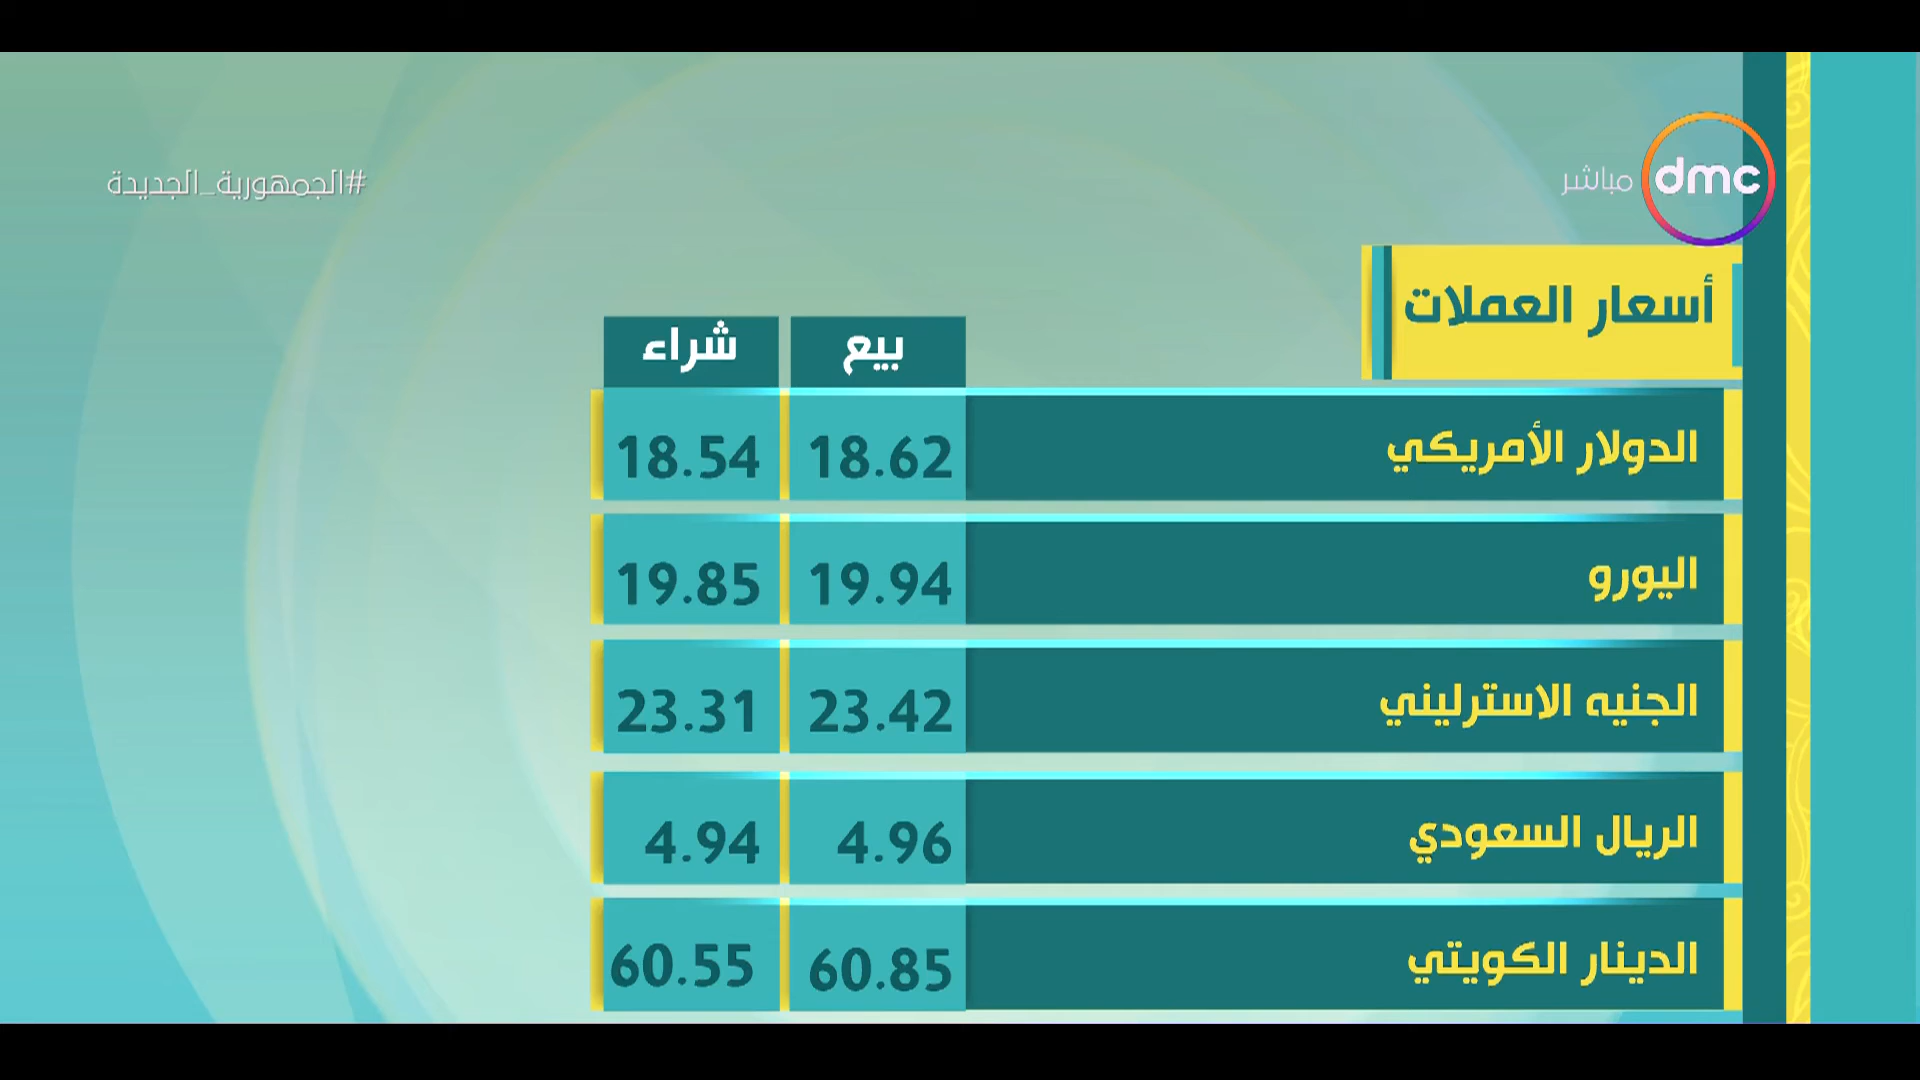 dmc مباشر
#الجمهورية_الجديدة
أسعار العملات
بيع شراء
الدولار الأمريكي 18.62 18.54
اليورو 19.94 19.85
الجنيه الاسترليني 23.42 23.31
الريال السعودي 4.96 4.94
الدينار الكويتي 60.85 60.55